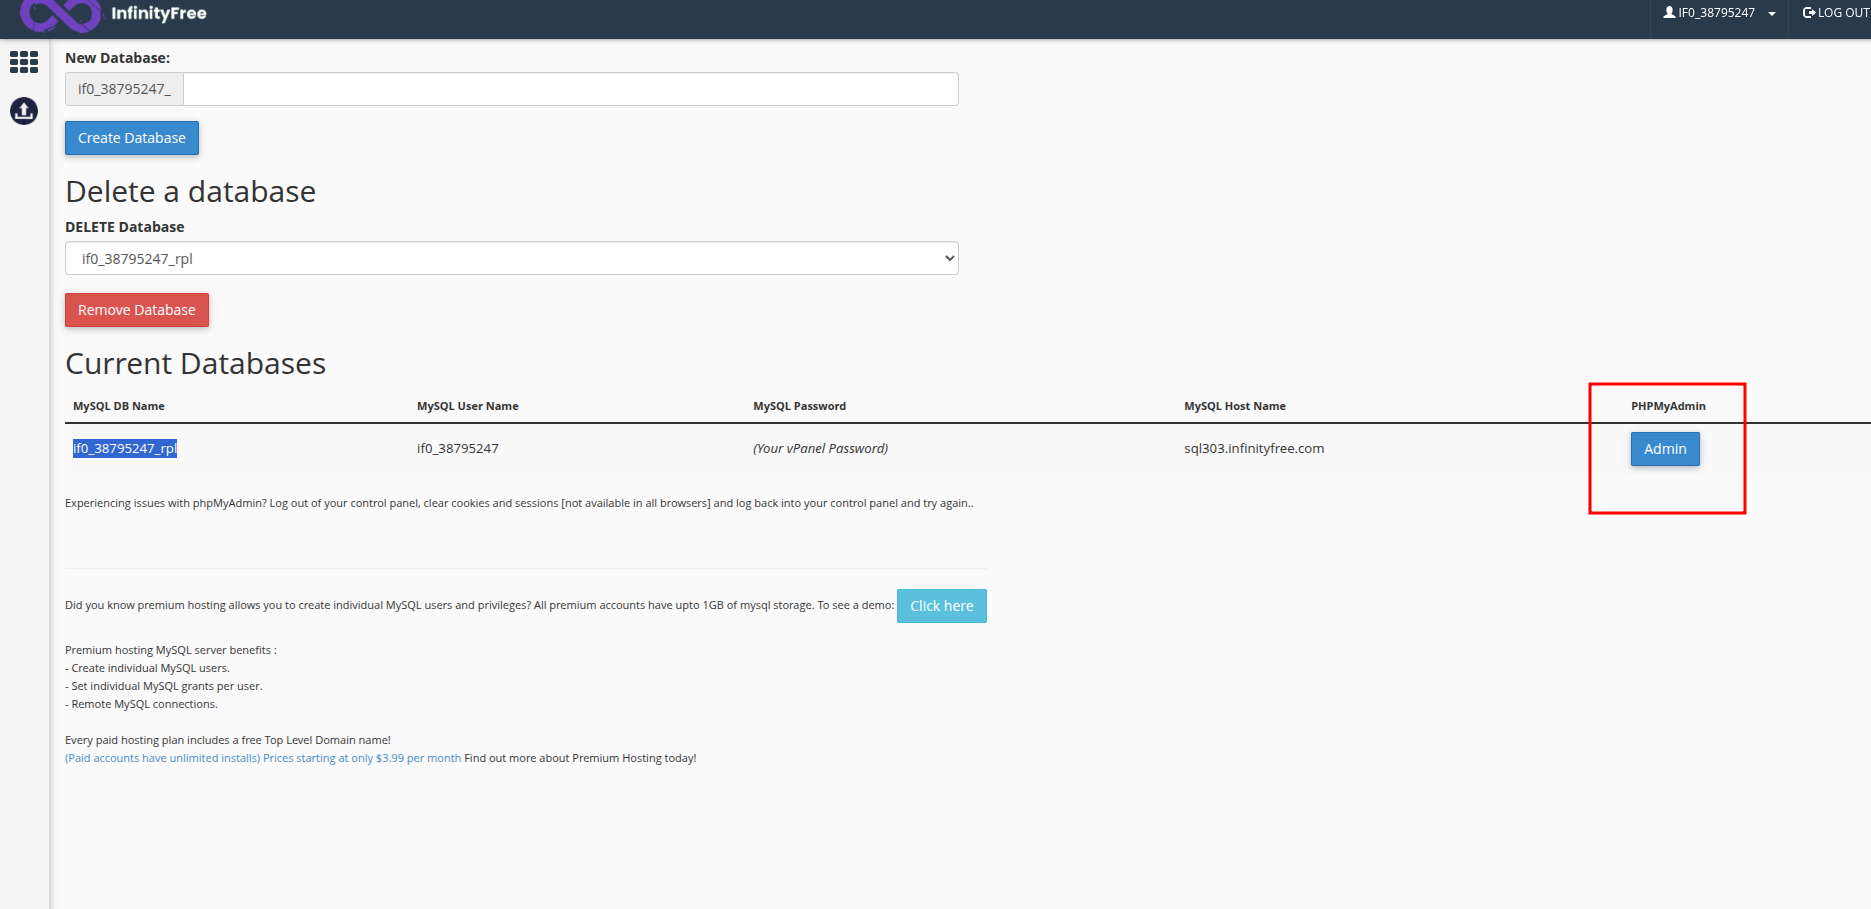 InfinityFree
IF0_38795247
LOG OUT
New Database:
if0_38795247_
Create Database
Delete a database
DELETE Database
if0_38795247_rpl
Remove Database
Current Databases
MySQL DB Name MySQL User Name MySQL Password MySQL Host Name PHPMyAdmin
if0_38795247_rpl if0_38795247 (Your vPanel Password) sql303.infinityfree.com Admin
Experiencing issues with phpMyAdmin? Log out of your control panel, clear cookies and sessions [not available in all browsers] and log back into your control panel and try again..
Did you know premium hosting allows you to create individual MySQL users and privileges? All premium accounts have upto 1GB of mysql storage. To see a demo: Click here
Premium hosting MySQL server benefits :
- Create individual MySQL users.
- Set individual MySQL grants per user.
- Remote MySQL connections.
Every paid hosting plan includes a free Top Level Domain name!
(Paid accounts have unlimited installs) Prices starting at only $3.99 per month Find out more about Premium Hosting today!